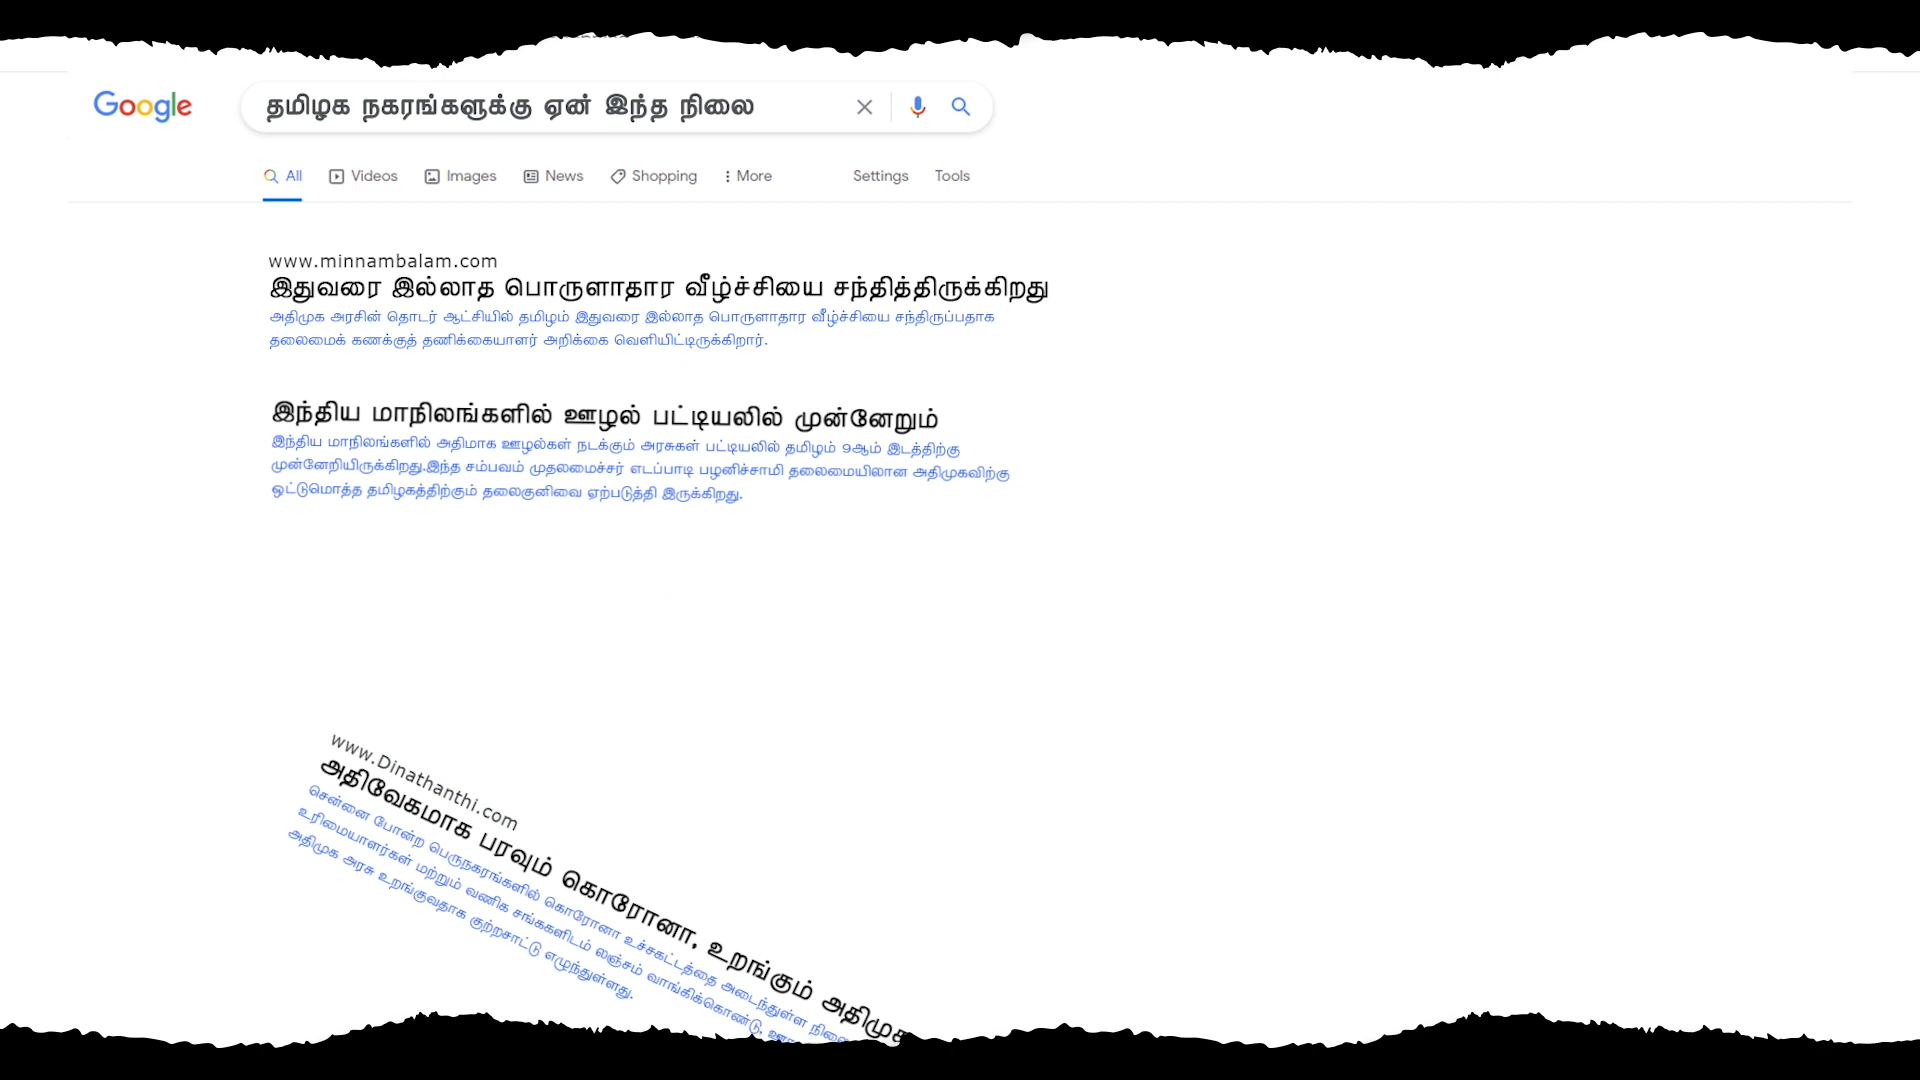 Google
தமிழக நகரங்களுக்கு ஏன் இந்த நிலை
All Videos Images News Shopping More Settings Tools
www.minnambalam.com
இதுவரை இல்லாத பொருளாதார வீழ்ச்சியை சந்தித்திருக்கிறது
அதிமுக அரசின் தொடர் ஆட்சியில் தமிழம் இதுவரை இல்லாத பொருளாதார வீழ்ச்சியை சந்திருப்பதாக
தலைமைக் கணக்குத் தணிக்கையாளர் அறிக்கை வெளியிட்டிருக்கிறார்.
இந்திய மாநிலங்களில் ஊழல் பட்டியலில் முன்னேறும்
இந்திய மாநிலங்களில் அதிமாக ஊழல்கள் நடக்கும் அரசுகள் பட்டியலில் தமிழம் 9ஆம் இடத்திற்கு
முன்னேறியிருக்கிறது.இந்த சம்பவம் முதலமைச்சர் எடப்பாடி பழனிச்சாமி தலைமையிலான அதிமுகவிற்கு
ஒட்டுமொத்த தமிழகத்திற்கும் தலைகுனிவை ஏற்படுத்தி இருக்கிறது.
www.Dinathanthi.com
அதிவேகமாக பரவும் கொரோனா, உறங்கும் அதிமுக
சென்னை போன்ற பெருநகரங்களில் கொரோனா உச்சகட்டத்தை அடைந்துள்ள
உரிமையாளர்கள் மற்றும் வணிக சங்ககளிடம் லஞ்சம் வாங்கிக்கொண்டு,
அதிமுக அரசு உறங்குவதாக குற்றசாட்டு எழுந்துள்ளது.